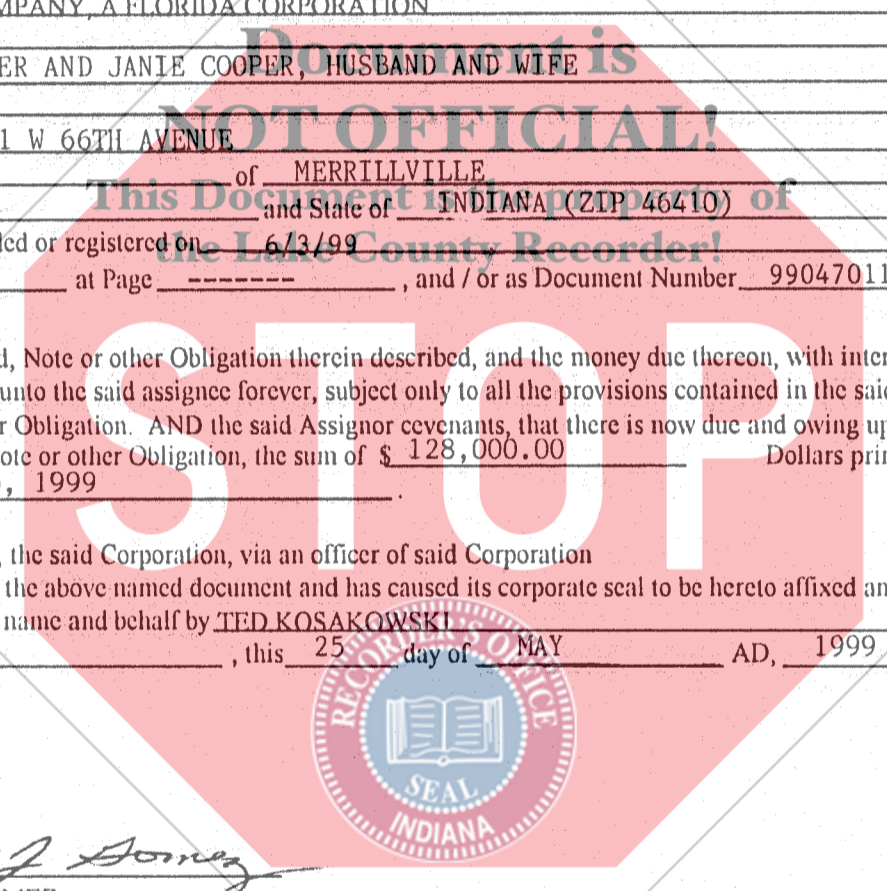 MPANY, A FLORIDA CORPORATION
Document is
ER AND JANIE COOPER, HUSBAND AND WIFE
NOT OFFICIAL!
1 W 66TH AVENUE
of MERRILLVILLE
This Document is the property of
and State of INDIANA (ZIP 46410)
the Lake County Recorder!
ded or registered on 6/3/99
at Page -------, and / or as Document Number 99047011
STOP
d, Note or other Obligation therein described, and the money due thereon, with inter
unto the said assignee forever, subject only to all the provisions contained in the said
r Obligation. AND the said Assignor cevenants, that there is now due and owing up
ote or other Obligation, the sum of $ 128,000.00 Dollars prin
, 1999.
, the said Corporation, via an officer of said Corporation
the above named document and has caused its corporate seal to be hereto affixed an
name and behalf by TED KOSAKOWSKI
, this 25 day of MAY AD, 1999
RECORDER'S OFFICE
SEAL
INDIANA
J Gomez